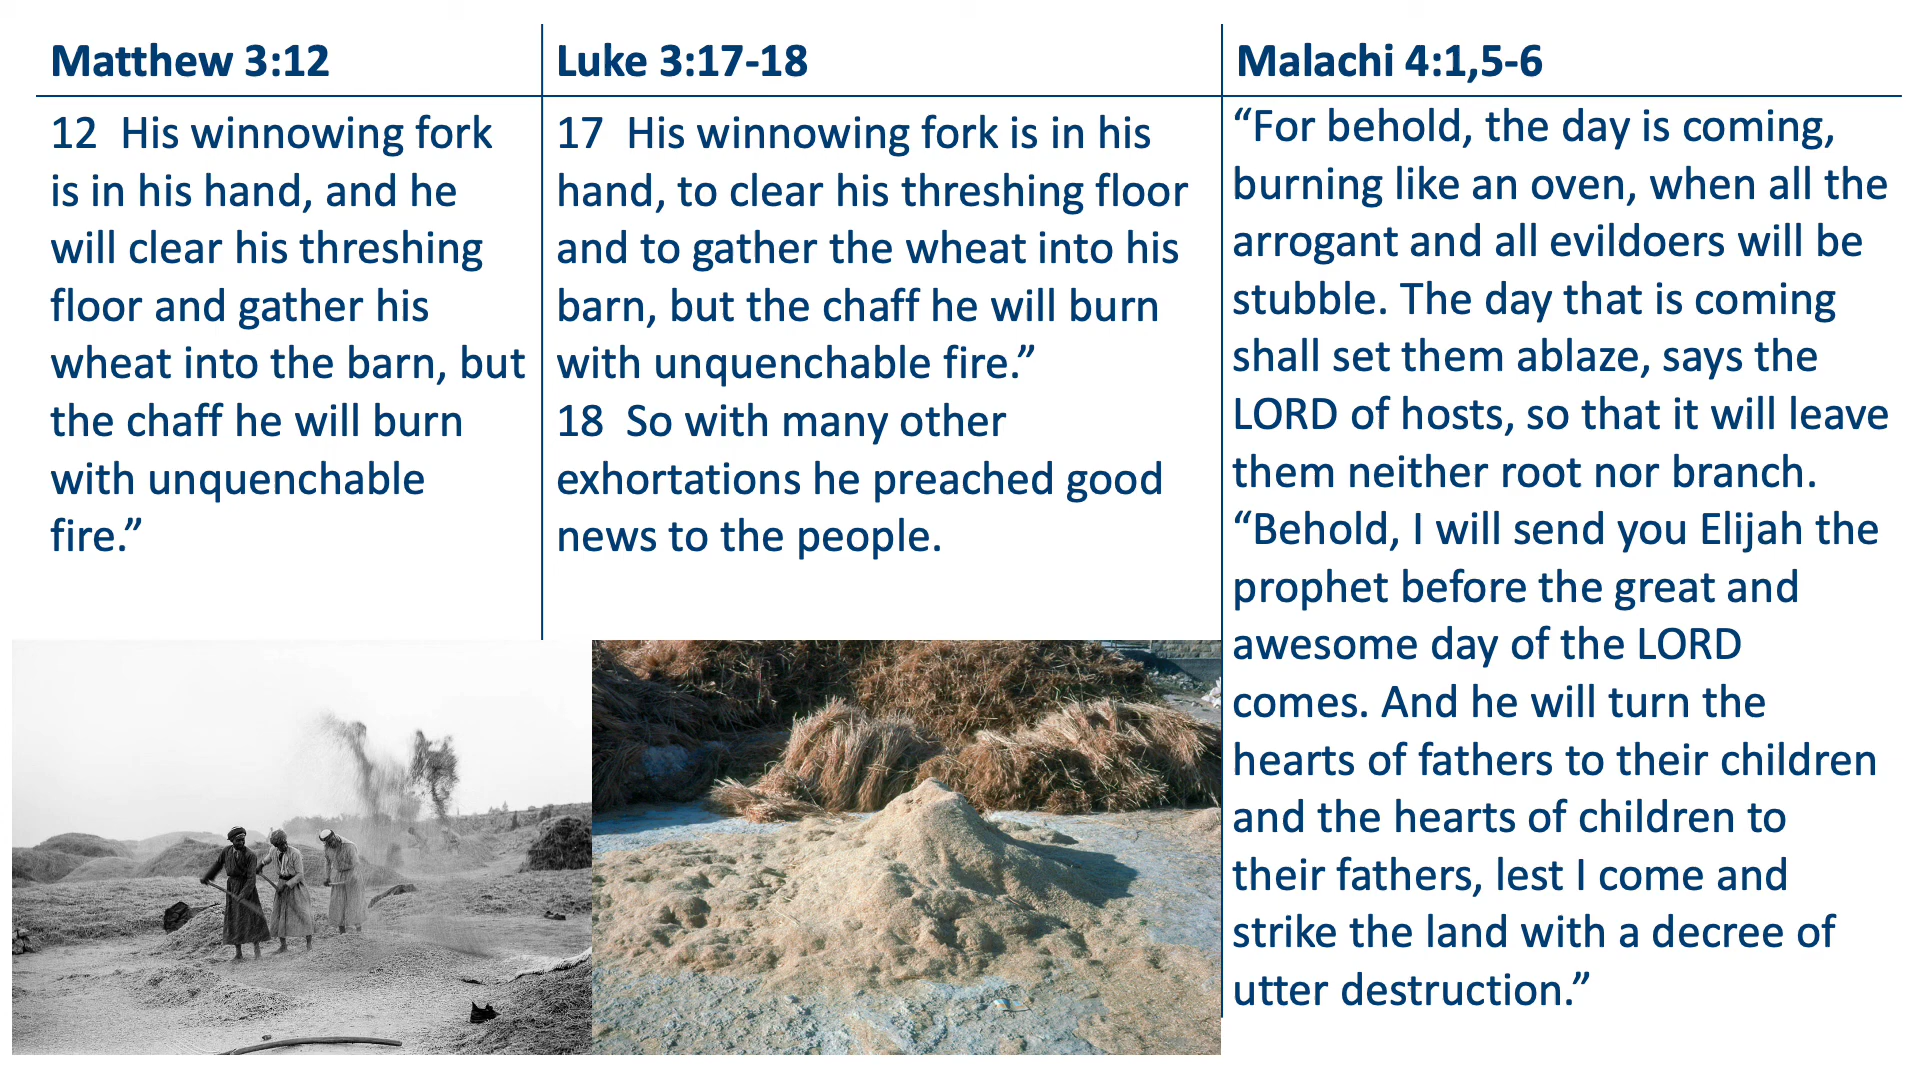 Matthew 3:12
12  His winnowing fork
is in his hand, and he
will clear his threshing
floor and gather his
wheat into the barn, but
the chaff he will burn
with unquenchable
fire.”
Luke 3:17-18
17  His winnowing fork is in his
hand, to clear his threshing floor
and to gather the wheat into his
barn, but the chaff he will burn
with unquenchable fire.”
18  So with many other
exhortations he preached good
news to the people.
Malachi 4:1,5-6
“For behold, the day is coming,
burning like an oven, when all the
arrogant and all evildoers will be
stubble. The day that is coming
shall set them ablaze, says the
LORD of hosts, so that it will leave
them neither root nor branch.
“Behold, I will send you Elijah the
prophet before the great and
awesome day of the LORD
comes. And he will turn the
hearts of fathers to their children
and the hearts of children to
their fathers, lest I come and
strike the land with a decree of
utter destruction.”